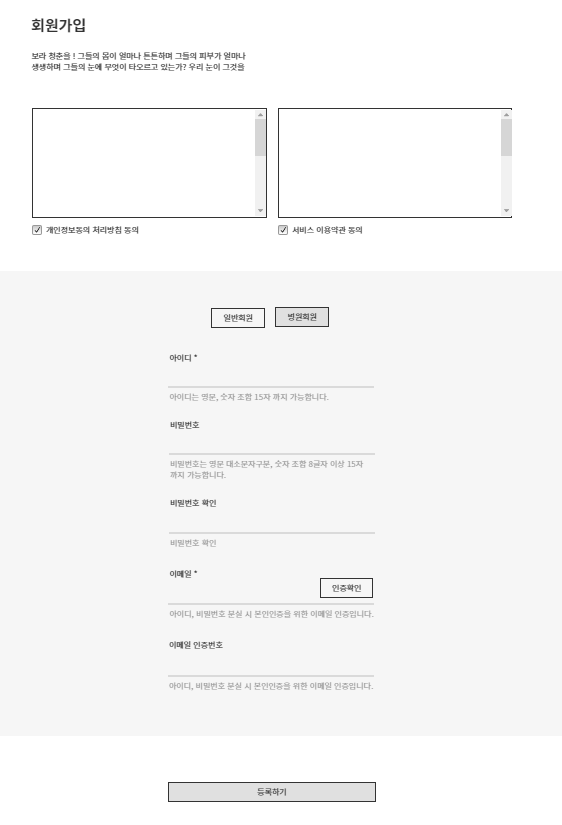 회원가입
보라 청춘을 ! 그들의 몸이 얼마나 튼튼하며 그들의 피부가 얼마나
생생하며 그들의 눈에 무엇이 타오르고 있는가? 우리 눈이 그것을
개인정보동의 처리방침 동의
서비스 이용약관 동의
일반회원
병원회원
아이디 *
아이디는 영문, 숫자 조합 15자 까지 가능합니다.
비밀번호
비밀번호는 영문 대소문자구문, 숫자 조합 8글자 이상 15자
까지 가능합니다.
비밀번호 확인
비밀번호 확인
이메일 *
인증확인
아이디, 비밀번호 분실 시 본인인증을 위한 이메일 인증입니다.
이메일 인증번호
아이디, 비밀번호 분실 시 본인인증을 위한 이메일 인증입니다.
등록하기